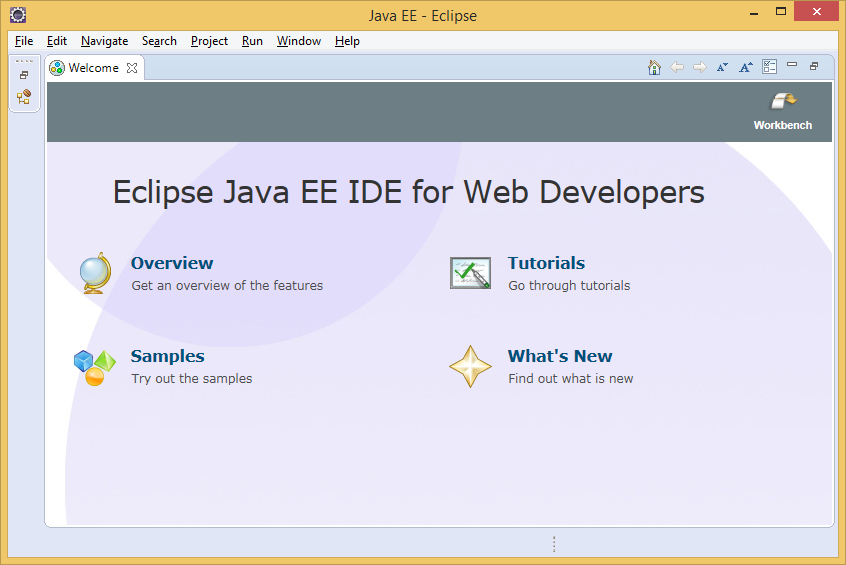 Java EE - Eclipse
File Edit Navigate Search Project Run Window Help
Welcome
Workbench
Eclipse Java EE IDE for Web Developers
Overview
Get an overview of the features
Tutorials
Go through tutorials
Samples
Try out the samples
What's New
Find out what is new